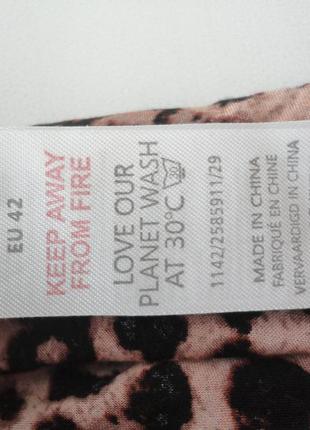 EU 42
KEEP AWAY
FROM FIRE
LOVE OUR
PLANET WASH
AT 30°C 30
1142/2585911/29
MADE IN CHINA
FABRIQUÉ EN CHINE
VERVAARDIGD IN CHINA